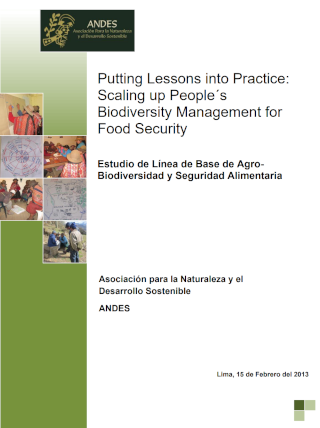 ANDES
Asociación para la Naturaleza
y el Desarrollo Sostenible
Putting Lessons into Practice:
Scaling up People´s
Biodiversity Management for
Food Security
Estudio de Línea de Base de Agro-
Biodiversidad y Seguridad Alimentaria
Asociación para la Naturaleza y el
Desarrollo Sostenible
ANDES
Lima, 15 de Febrero del 2013